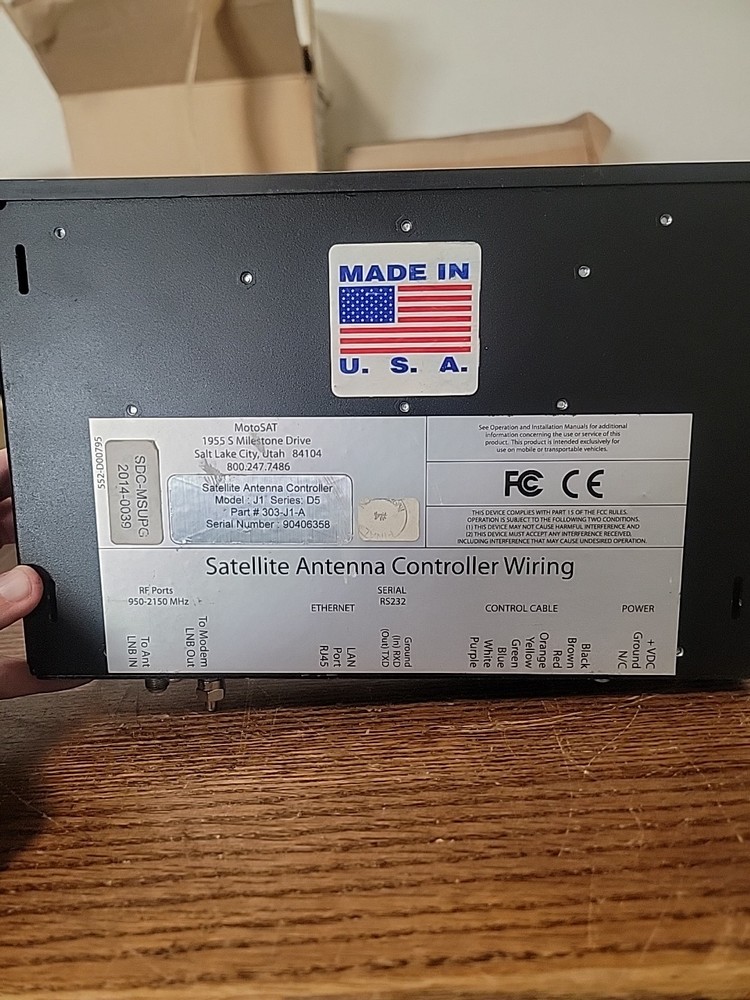 MADE IN
U. S. A.
552-D00795
SDC-MSUPG
2014-0039
MotoSAT
1955 S Milestone Drive
Salt Lake City, Utah 84104
800.247.7486
Satellite Antenna Controller
Model : J1 Series: D5
Part # 303-J1-A
Serial Number : 90406358
See Operation and Installation Manuals for additional
information concerning the use or service of this
product. This product is intended exclusively for
use on mobile or transportable vehicles.
FC CE
THIS DEVICE COMPLIES WITH PART 15 OF THE FCC RULES.
OPERATION IS SUBJECT TO THE FOLLOWING TWO CONDITIONS.
(1) THIS DEVICE MAY NOT CAUSE HARMFUL INTERFERENCE AND
(2) THIS DEVICE MUST ACCEPT ANY INTERFERENCE RECEIVED,
INCLUDING INTERFERENCE THAT MAY CAUSE UNDESIRED OPERATION.
Satellite Antenna Controller Wiring
RF Ports
950-2150 MHz
To Ant
LNB IN
To Modem
LNB Out
ETHERNET
LAN
Port
RJ45
SERIAL
RS232
Ground
(In) RXD
(Out) TXD
CONTROL CABLE
Black
Brown
Red
Orange
Yellow
Green
Blue
White
Purple
POWER
+ VDC
Ground
N/C